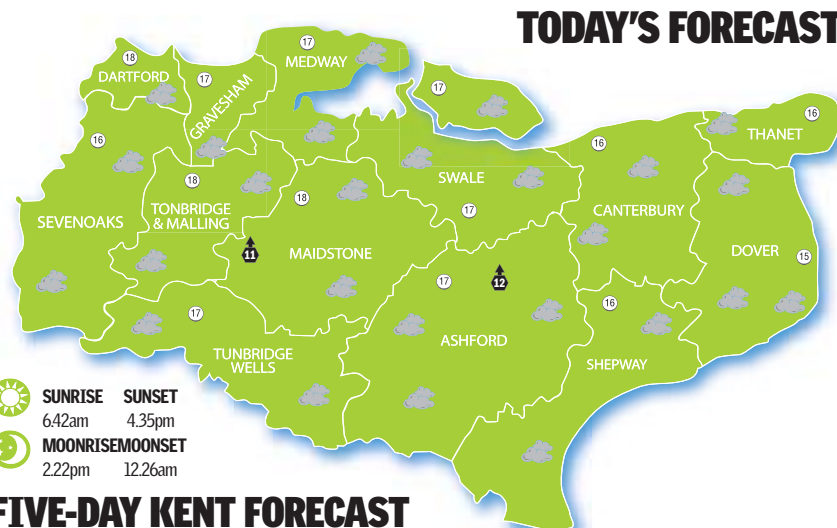 TODAY'S FORECAST
18
DARTFORD
17
GRAVESHAM
17
MEDWAY
17
16
SEVENOAKS
18
TONBRIDGE
& MALLING
18
MAIDSTONE
11
SWALE
17
16
CANTERBURY
16
THANET
DOVER
15
17
12
ASHFORD
16
SHEPWAY
17
TUNBRIDGE
WELLS
SUNRISE SUNSET
6.42am 4.35pm
MOONRISEMOONSET
2.22pm 12.26am
FIVE-DAY KENT FORECAST